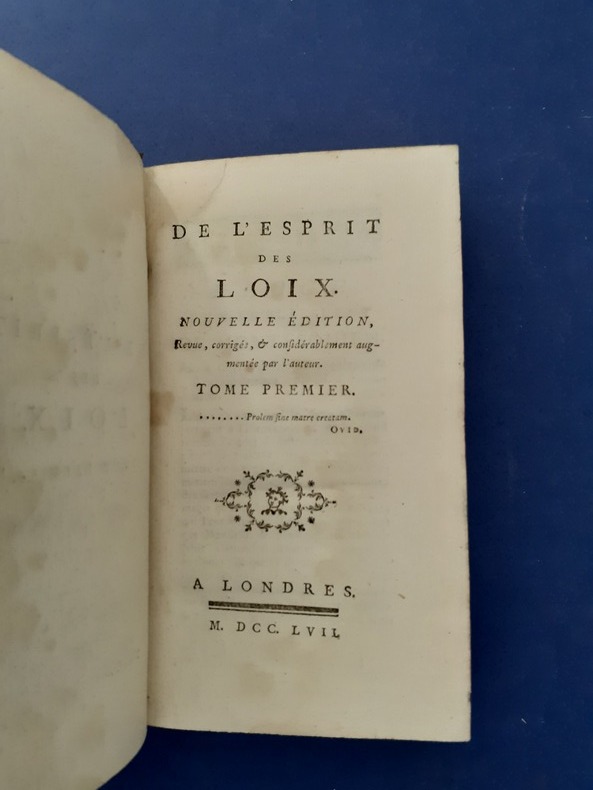 DE L'ESPRIT
DES
LOIX.
NOUVELLE ÉDITION,
Revue, corrigée, & conſidérablement aug-
mentée par l'auteur.
TOME PREMIER.
........Prolem ſine matre creatam.
OVID.
A LONDRES.
M. DCC. LVII.